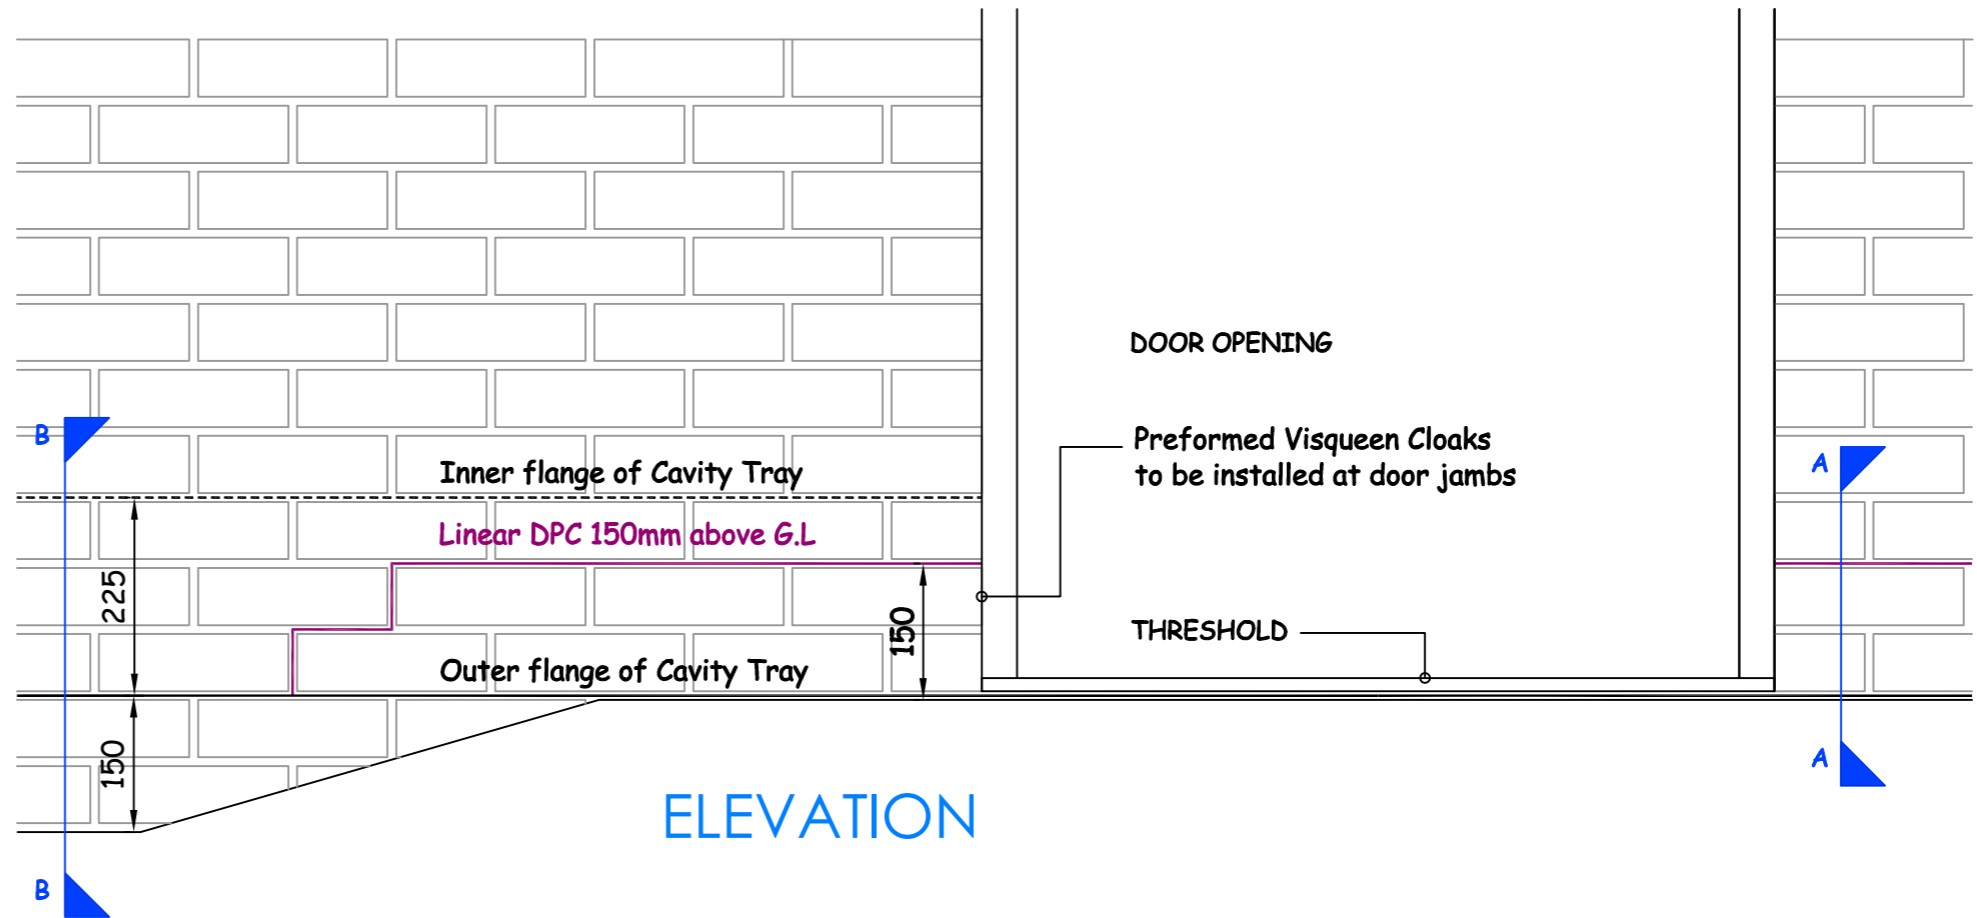 DOOR OPENING
B
Preformed Visqueen Cloaks
to be installed at door jambs
A
Inner flange of Cavity Tray
Linear DPC 150mm above G.L
225
150
THRESHOLD
Outer flange of Cavity Tray
150
A
ELEVATION
B